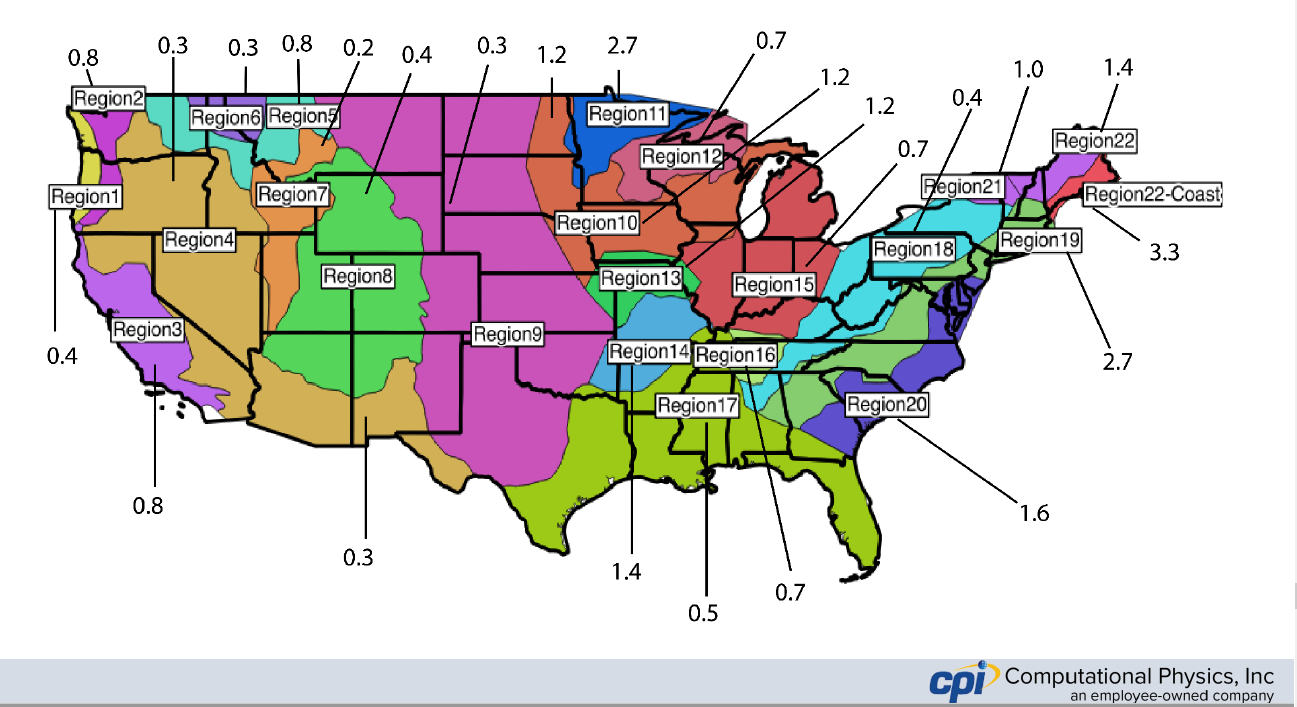 0.8
0.3
0.3
0.8
0.2
0.4
0.3
1.2
2.7
0.7
1.2
1.2
0.7
0.4
1.0
1.4
Region2
Region6
Region5
Region11
Region12
Region22
Region1
Region7
Region21
Region22-Coast
Region4
Region10
Region18
Region19
3.3
Region8
Region13
Region15
Region3
Region9
0.4
Region14
Region16
2.7
Region17
Region20
0.8
0.3
1.4
0.5
0.7
1.6
cpi
Computational Physics, Inc
an employee-owned company